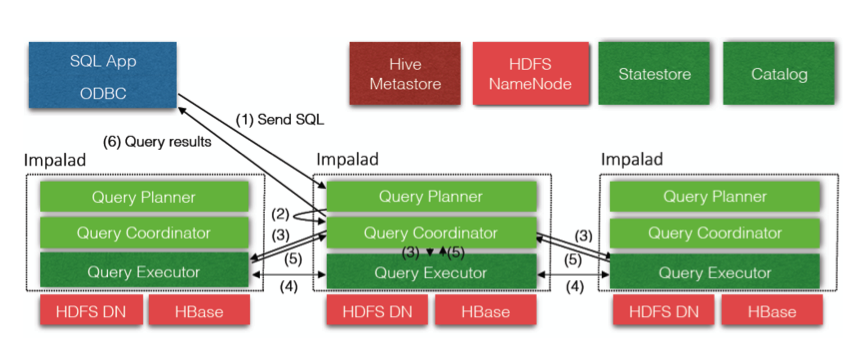 SQL App
ODBC
Hive
Metastore
HDFS
NameNode
Statestore
Catalog
(1) Send SQL
(6) Query results
Impalad
Impalad
Impalad
Query Planner
Query Planner
Query Planner
(2)
Query Coordinator
(3)
Query Coordinator
(3)
Query Coordinator
(3)
(5)
(5)
(5)
Query Executor
Query Executor
Query Executor
(4)
(4)
HDFS DN
HBase
HDFS DN
HBase
HDFS DN
HBase